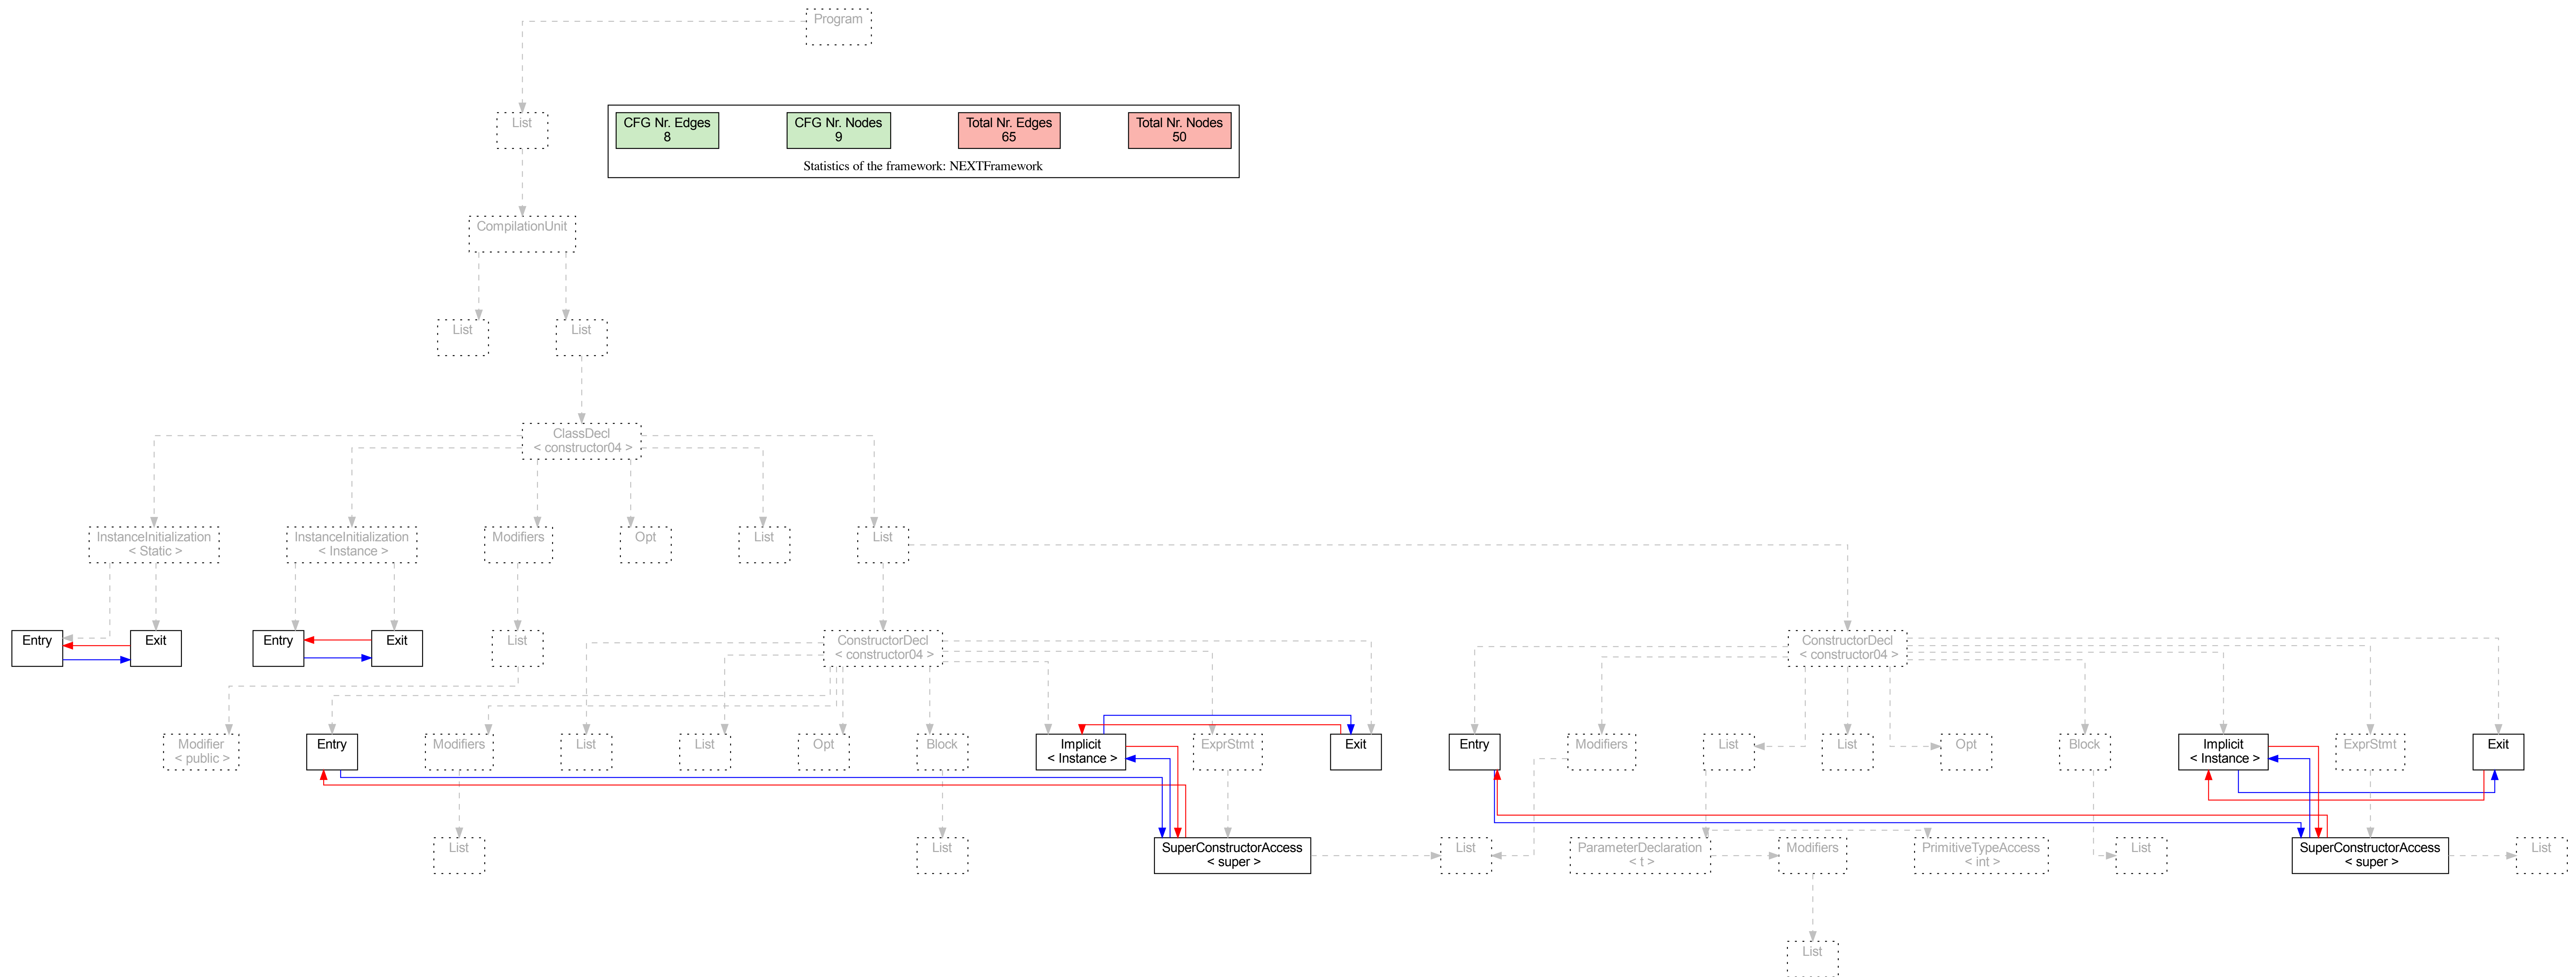 Program
List
CFG Nr. Edges
8
CFG Nr. Nodes
9
Total Nr. Edges
65
Total Nr. Nodes
50
Statistics of the framework: NEXTFramework
CompilationUnit
List
List
ClassDecl
< constructor04 >
InstanceInitialization
< Static >
InstanceInitialization
< Instance >
Modifiers
Opt
List
List
Entry
Exit
Entry
Exit
List
ConstructorDecl
< constructor04 >
ConstructorDecl
< constructor04 >
Modifier
< public >
Entry
Modifiers
List
List
Opt
Block
Implicit
< Instance >
ExprStmt
Exit
Entry
Modifiers
List
List
Opt
Block
Implicit
< Instance >
ExprStmt
Exit
List
List
SuperConstructorAccess
< super >
List
ParameterDeclaration
< t >
Modifiers
PrimitiveTypeAccess
< int >
List
SuperConstructorAccess
< super >
List
List